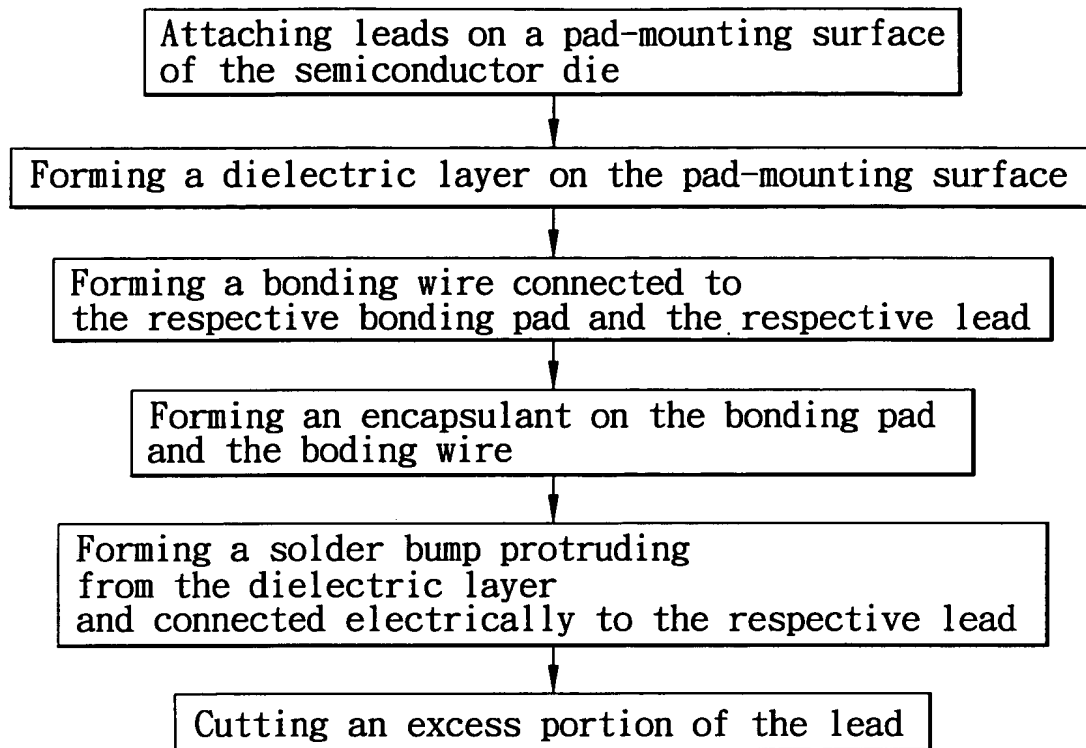 Attaching leads on a pad-mounting surface
of the semiconductor die
Forming a dielectric layer on the pad-mounting surface
Forming a bonding wire connected to
the respective bonding pad and the respective lead
Forming an encapsulant on the bonding pad
and the boding wire
Forming a solder bump protruding
from the dielectric layer
and connected electrically to the respective lead
Cutting an excess portion of the lead